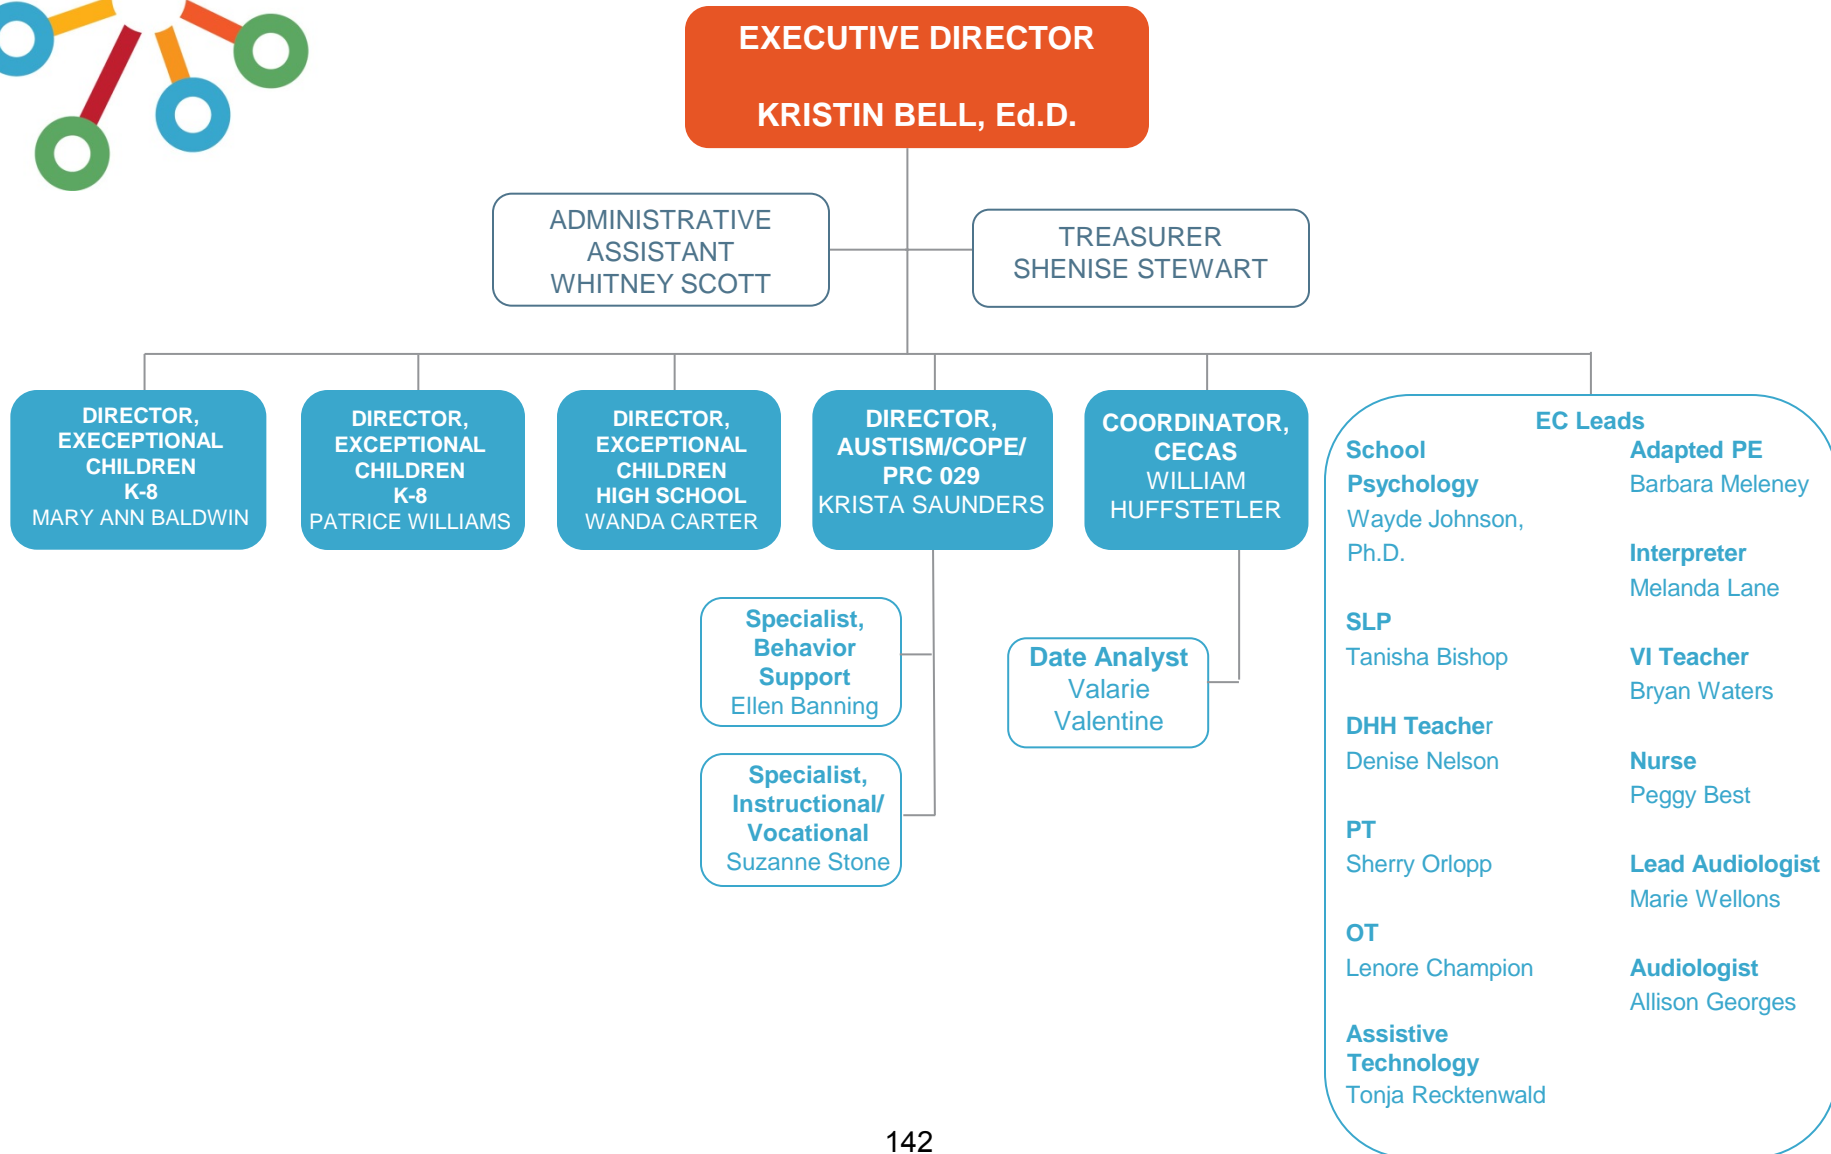 EXECUTIVE DIRECTOR
KRISTIN BELL, Ed.D.
ADMINISTRATIVE
ASSISTANT
WHITNEY SCOTT
TREASURER
SHENISE STEWART
DIRECTOR,
EXECEPTIONAL
CHILDREN
K-8
MARY ANN BALDWIN
DIRECTOR,
EXCEPTIONAL
CHILDREN
K-8
PATRICE WILLIAMS
DIRECTOR,
EXCEPTIONAL
CHILDREN
HIGH SCHOOL
WANDA CARTER
DIRECTOR,
AUSTISM/COPE/
PRC 029
KRISTA SAUNDERS
COORDINATOR,
CECAS
WILLIAM
HUFFSTETLER
Specialist,
Behavior
Support
Ellen Banning
Specialist,
Instructional/
Vocational
Suzanne Stone
Date Analyst
Valarie
Valentine
EC Leads
School
Psychology
Wayde Johnson,
Ph.D.
SLP
Tanisha Bishop
DHH Teacher
Denise Nelson
PT
Sherry Orlopp
OT
Lenore Champion
Assistive
Technology
Tonja Recktenwald
Adapted PE
Barbara Meleney
Interpreter
Melanda Lane
VI Teacher
Bryan Waters
Nurse
Peggy Best
Lead Audiologist
Marie Wellons
Audiologist
Allison Georges
142